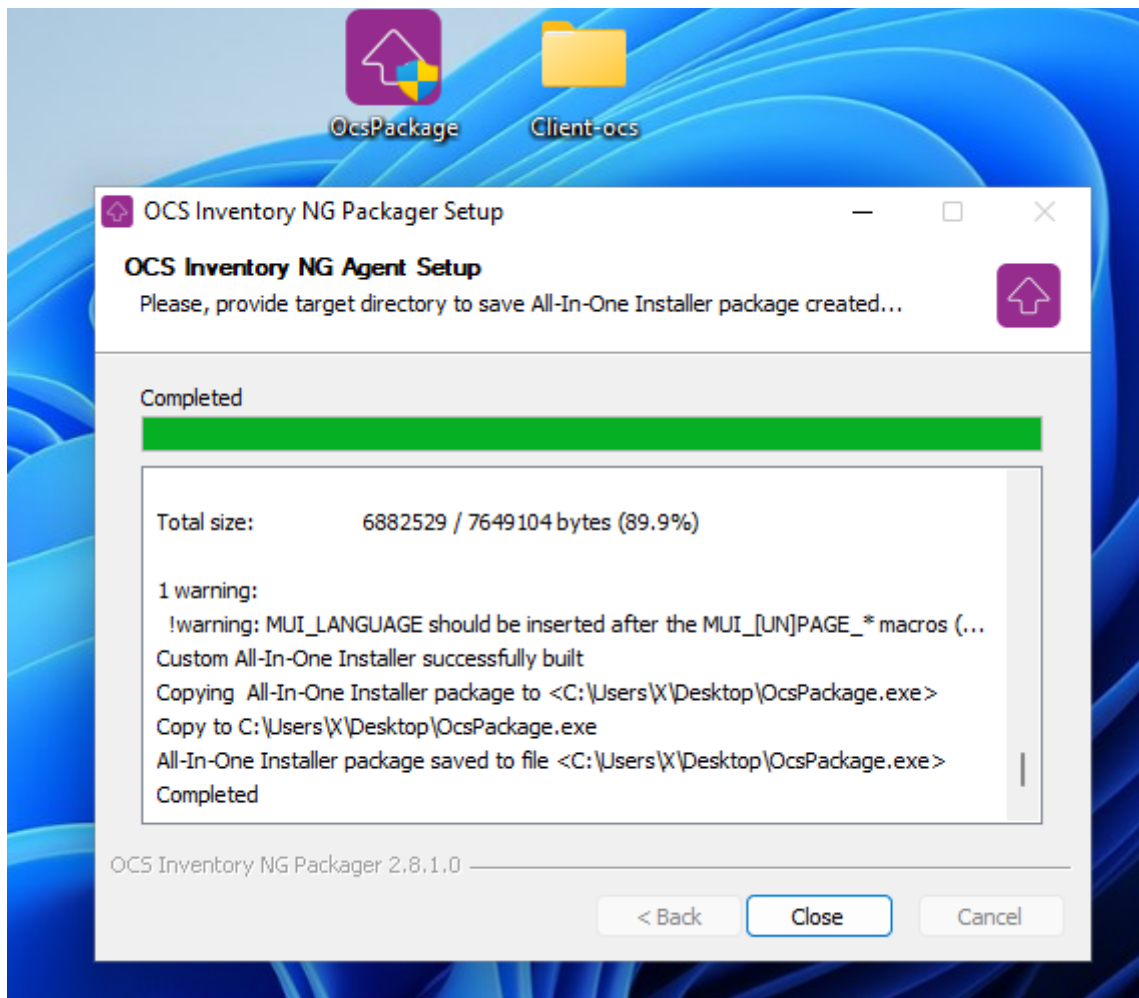 OcsPackage
Client-ocs
OCS Inventory NG Packager Setup
OCS Inventory NG Agent Setup
Please, provide target directory to save All-In-One Installer package created...
Completed
Total size: 6882529 / 7649104 bytes (89.9%)
1 warning:
!warning: MUI_LANGUAGE should be inserted after the MUI_[UN]PAGE_* macros (...
Custom All-In-One Installer successfully built
Copying  All-In-One Installer package to <C:\Users\X\Desktop\OcsPackage.exe>
Copy to C:\Users\X\Desktop\OcsPackage.exe
All-In-One Installer package saved to file <C:\Users\X\Desktop\OcsPackage.exe>
Completed
OCS Inventory NG Packager 2.8.1.0
< Back
Close
Cancel